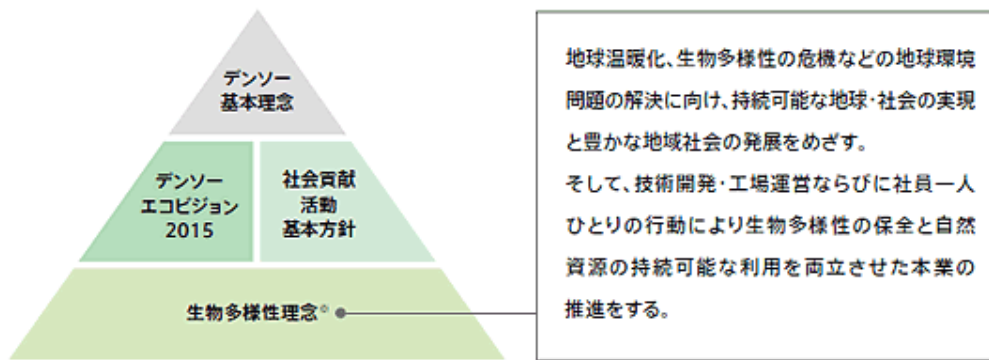 デンソー
基本理念
デンソー
エコビジョン
2015
社会貢献
活動
基本方針
生物多様性理念※
地球温暖化、生物多様性の危機などの地球環境
問題の解決に向け、持続可能な地球・社会の実現
と豊かな地域社会の発展をめざす。
そして、技術開発・工場運営ならびに社員一人
ひとりの行動により生物多様性の保全と自然
資源の持続可能な利用を両立させた本業の
推進をする。